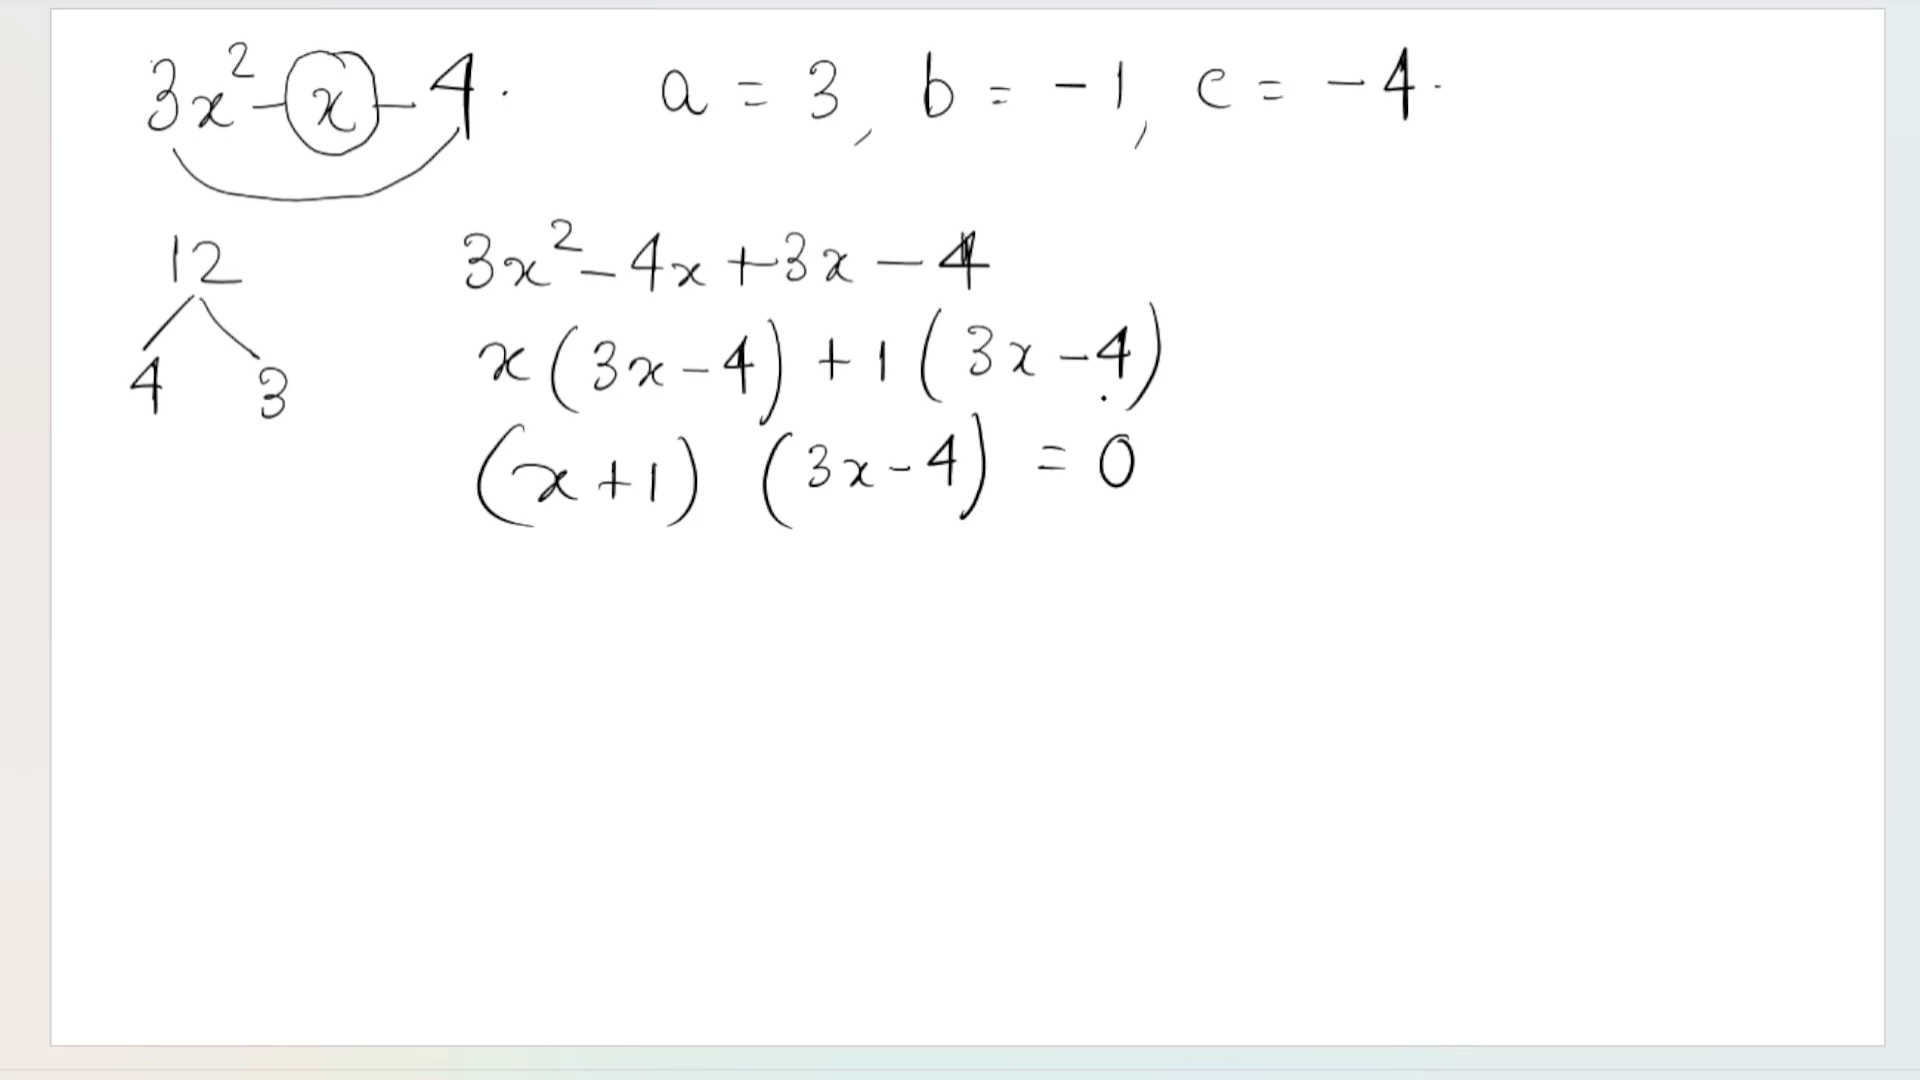 3x² - x - 4. a = 3, b = -1, c = -4.
12
4 3
3x² - 4x + 3x - 4
x(3x - 4) + 1(3x - 4)
(x + 1) (3x - 4) = 0